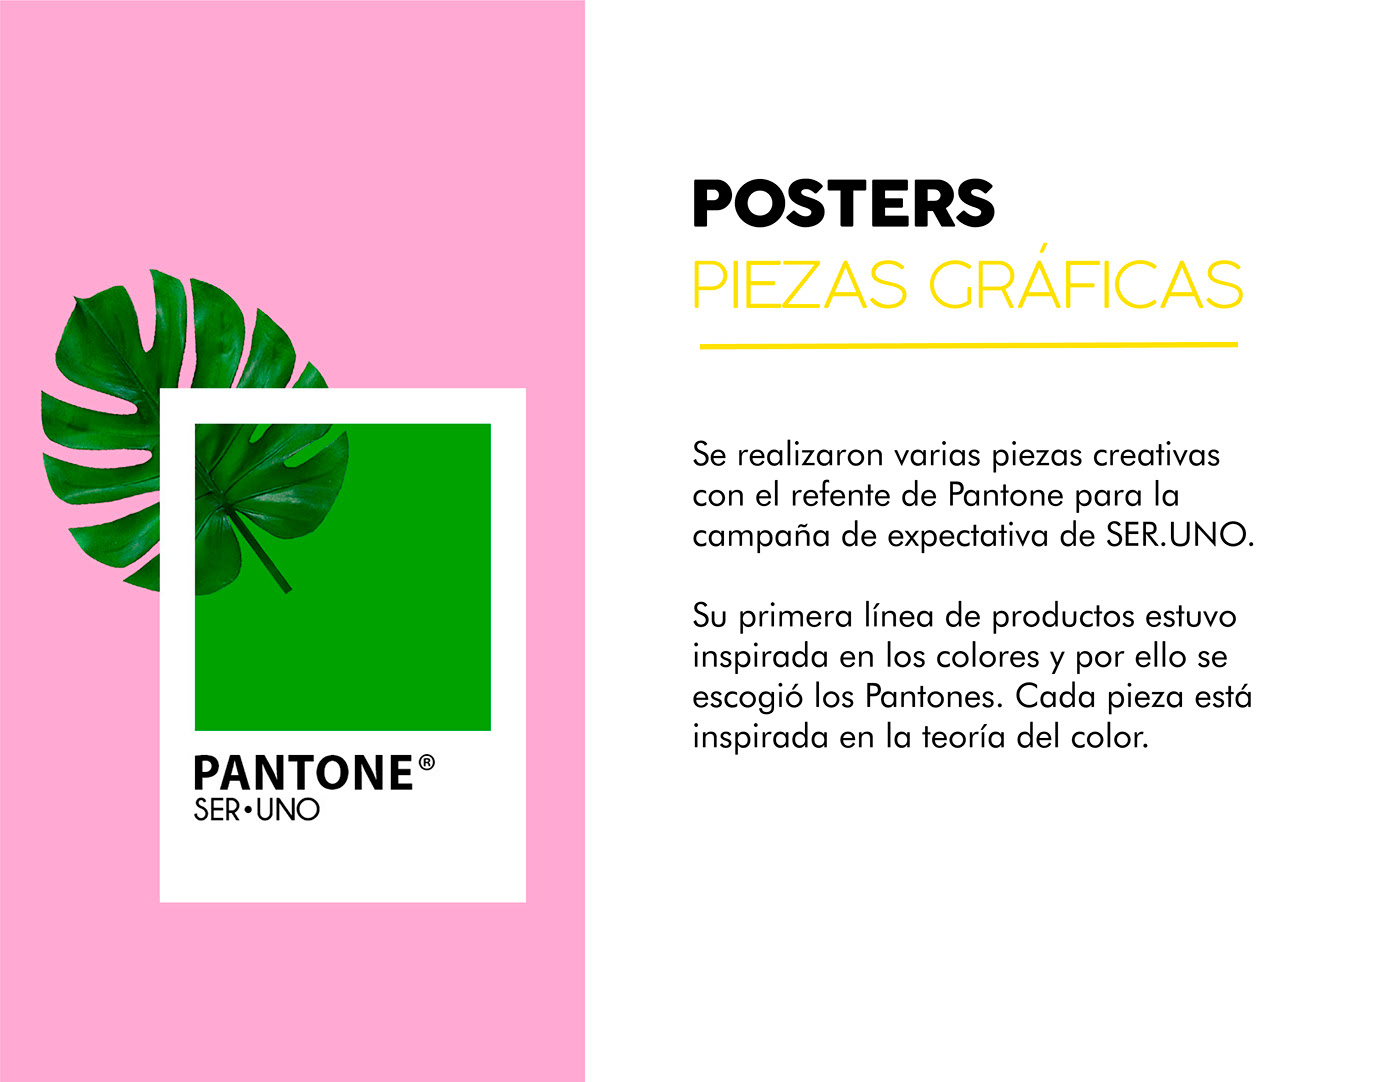 POSTERS
PIEZAS GRÁFICAS
Se realizaron varias piezas creativas
con el refente de Pantone para la
campaña de expectativa de SER.UNO.
Su primera línea de productos estuvo
inspirada en los colores y por ello se
escogió los Pantones. Cada pieza está
inspirada en la teoría del color.
PANTONE®
SER•UNO